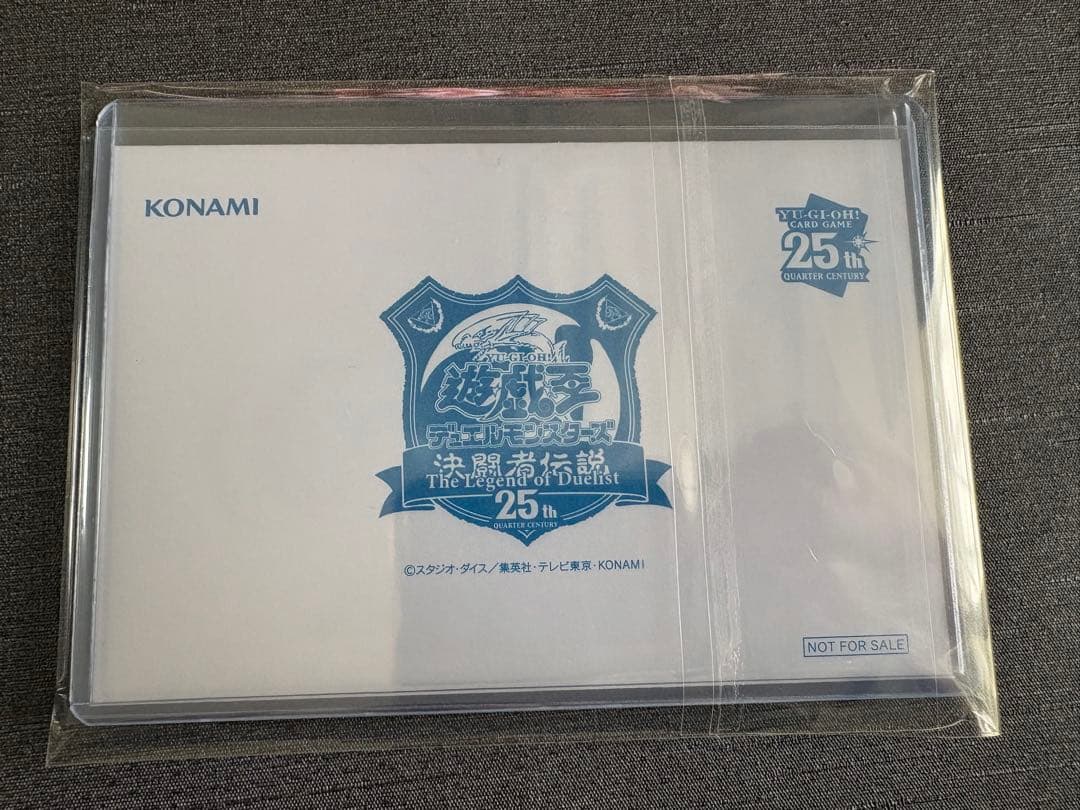 KONAMI
YU-GI-OH!
CARD GAME
25th
QUARTER CENTURY
YU-GI-OH!
遊☆戯☆王
デュエルモンスターズ
決闘者伝説
The Legend of Duelist
25th
QUARTER CENTURY
©スタジオ・ダイス/集英社・テレビ東京・KONAMI
NOT FOR SALE